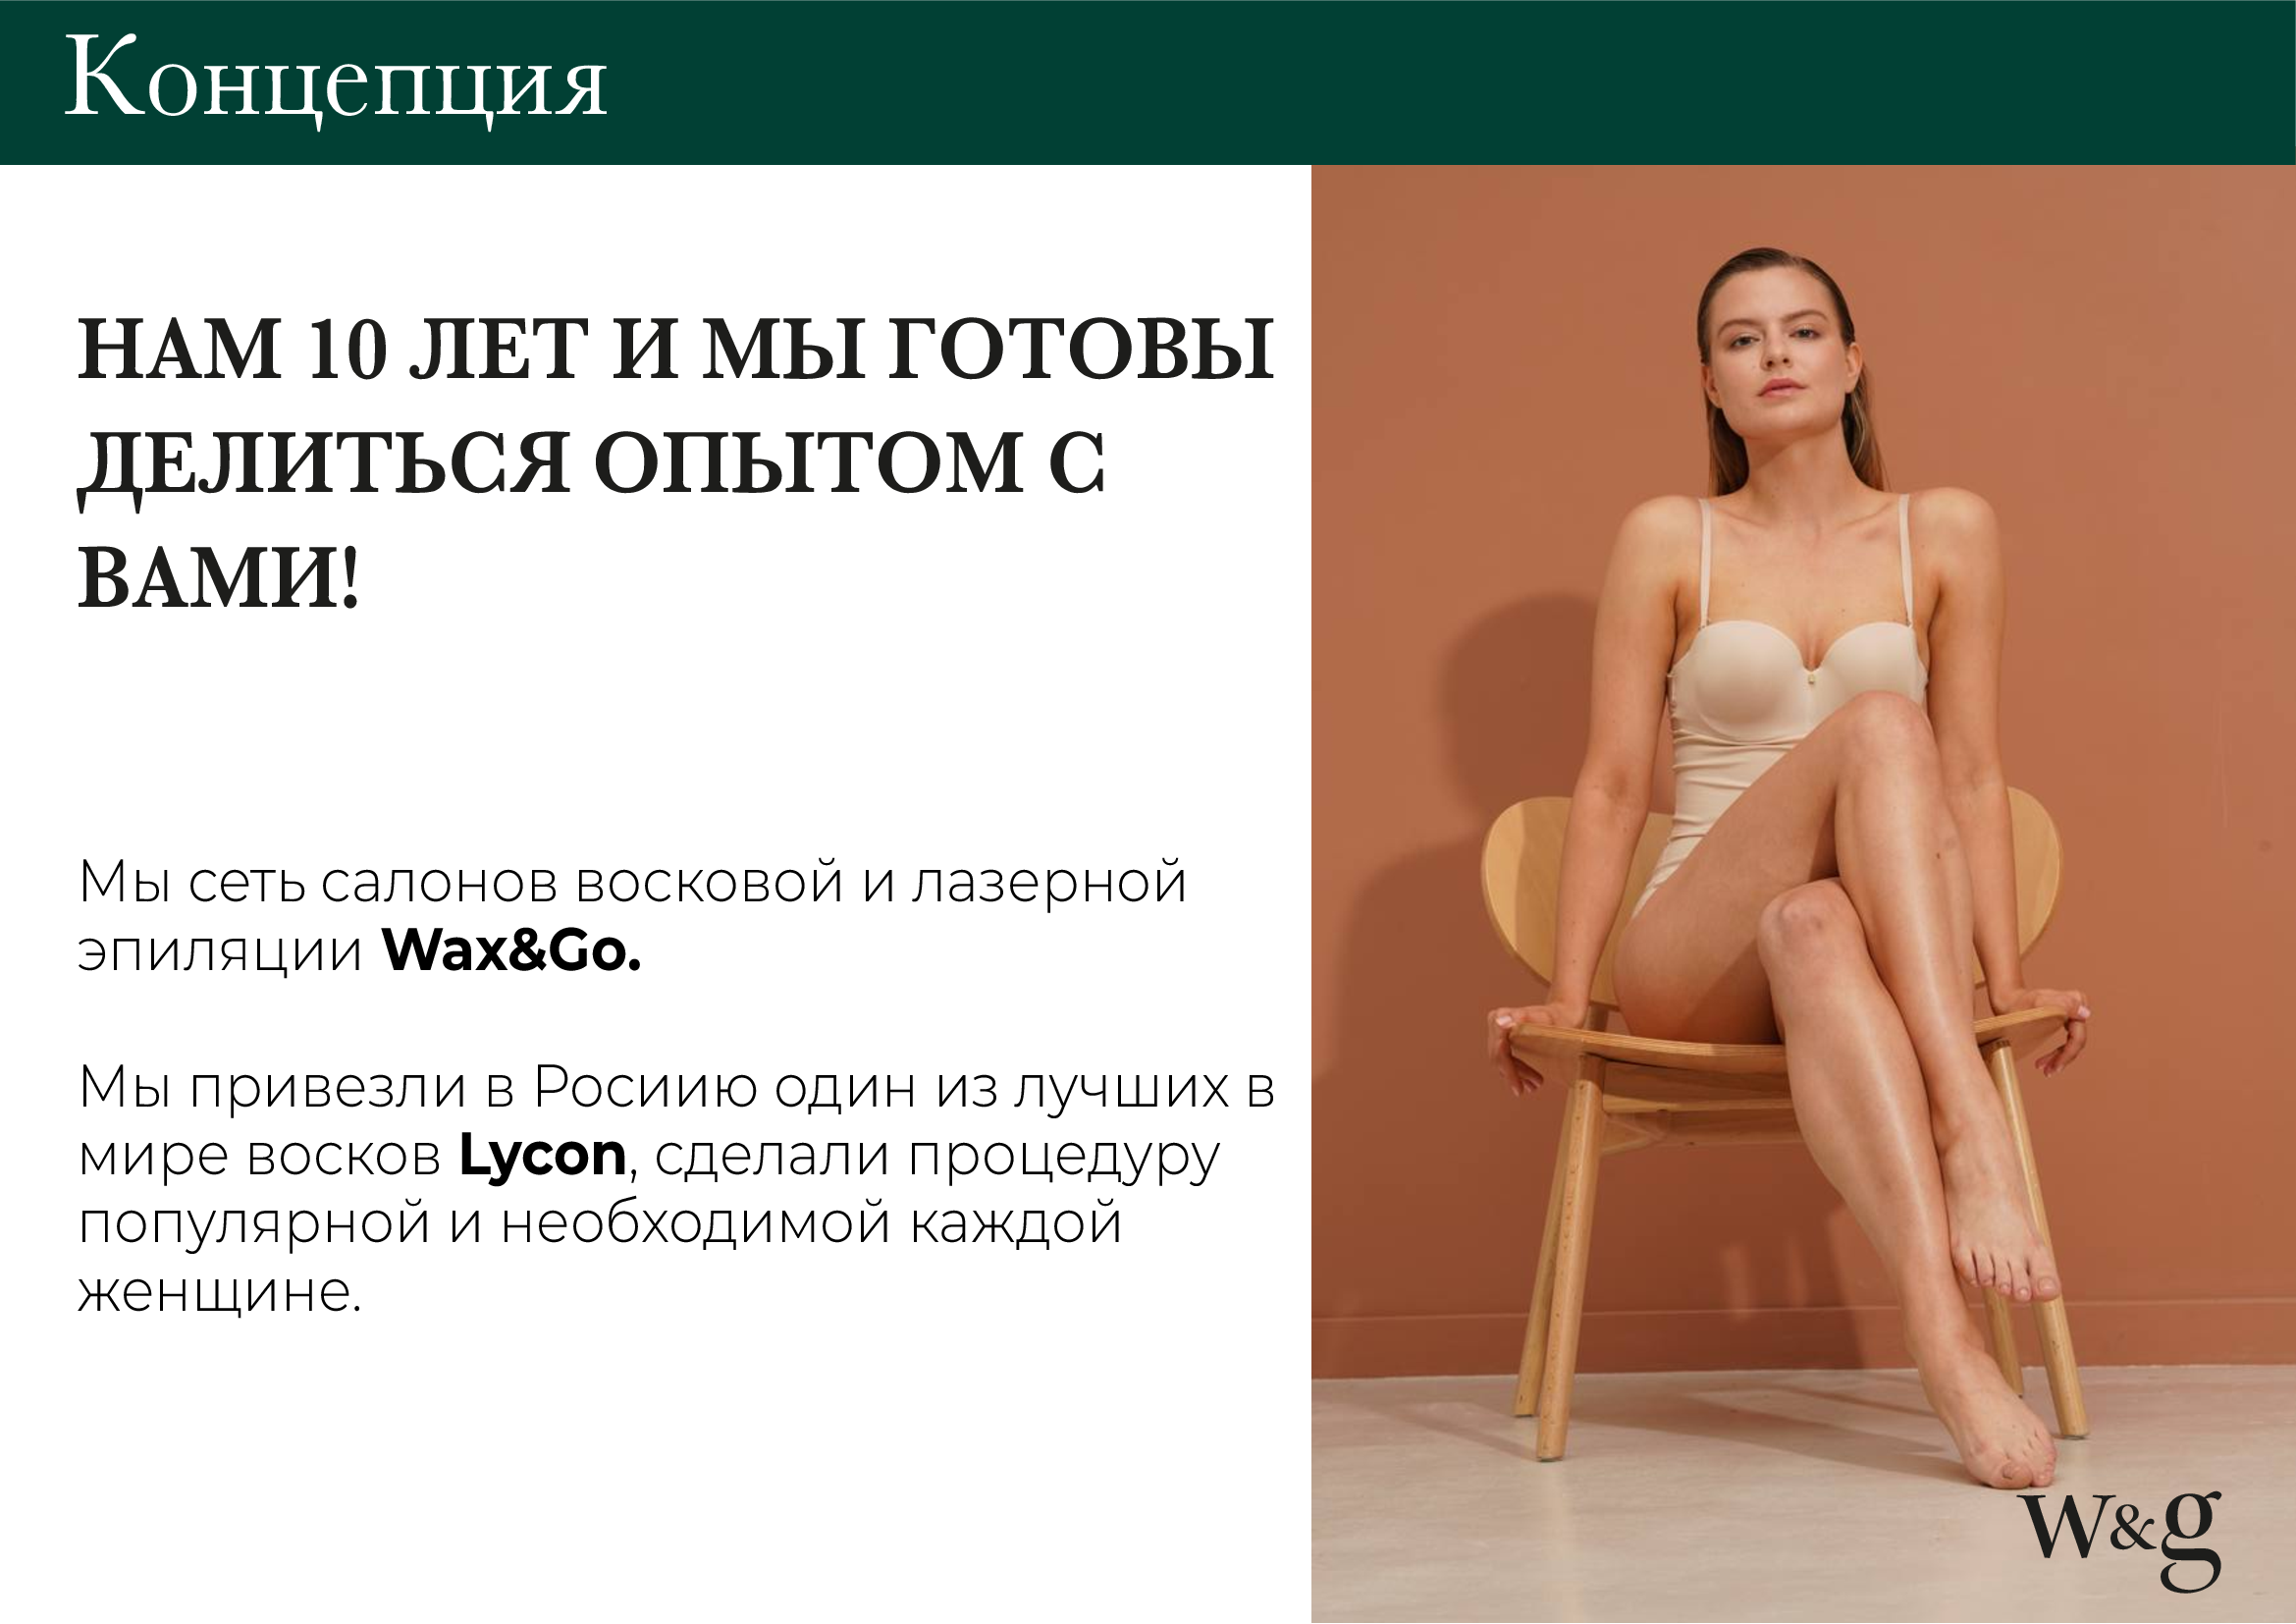 Концепция
НАМ 10 ЛЕТ И МЫ ГОТОВЫ
ДЕЛИТЬСЯ ОПЫТОМ С
ВАМИ!
Мы сеть салонов восковой и лазерной
эпиляции Wax&Go.
Мы привезли в Росиию один из лучших в
мире восков Lycon, сделали процедуру
популярной и необходимой каждой
женщине.
W&g